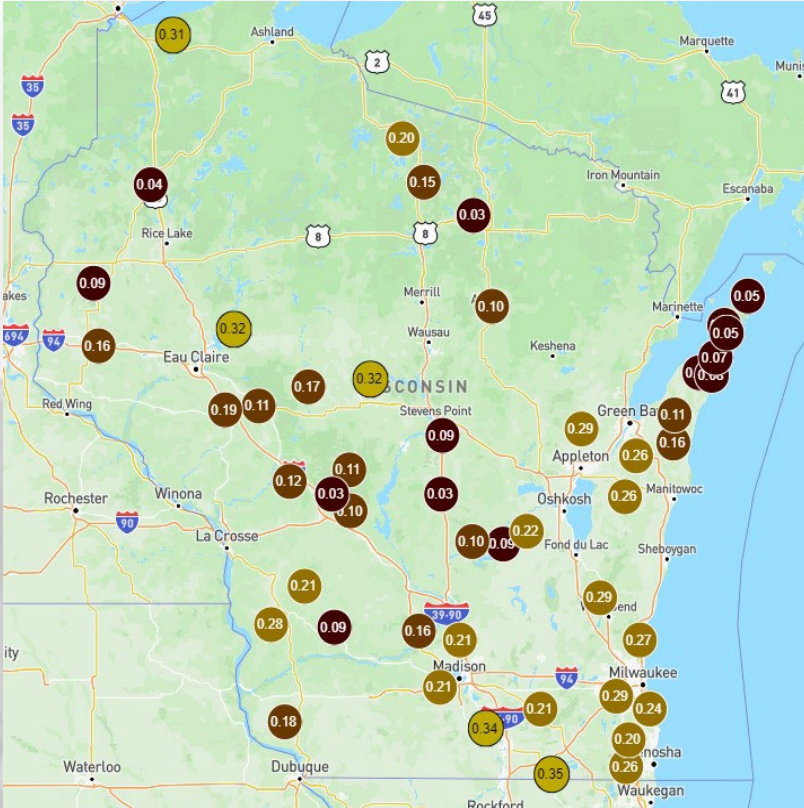 45
0.31
Ashland
Marquette
2
Munis
35
41
35
0.20
0.04
0.15
Iron Mountain
Escanaba
0.03
Rice Lake
8
8
0.09
Merrill
0.10
0.05
Marinette
akes
694
94
0.32
Wausau
0.05
0.16
Keshena
Eau Claire
0.07
0.17
0.32
SCONSIN
Red Wing
0.19
0.11
Stevens Point
Green Ba
0.11
0.09
0.29
0.16
Appleton
0.26
0.11
0.12
Rochester
Winona
0.03
0.03
Oshkosh
0.26
Manitowoc
90
0.10
La Crosse
0.10
0.09
0.22
Fond du Lac
Sheboygan
0.21
0.29
39-90
0.28
0.09
0.16
0.21
0.27
ity
Madison
94
Milwaukee
0.21
0.29
0.18
0.21
0.24
-90
0.34
0.20
nosha
Waterloo
Dubuque
0.35
0.26
Waukegan
Rockford